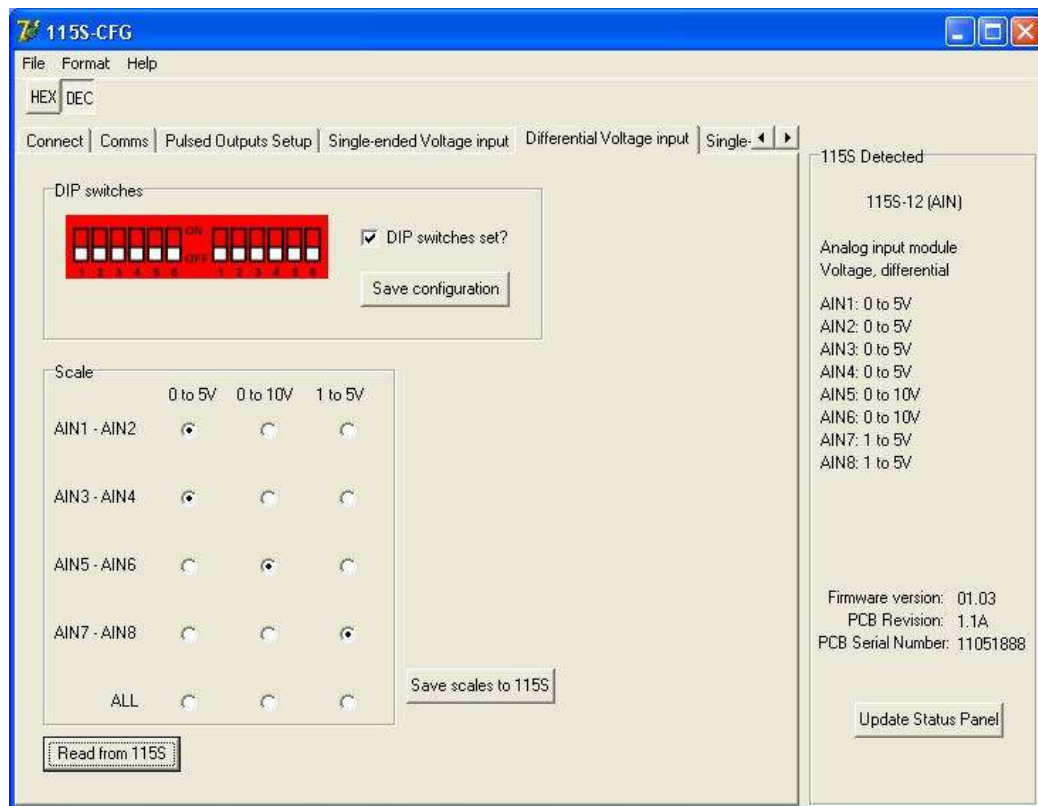 115S-CFG
File Format Help
HEX DEC
Connect Comms Pulsed Outputs Setup Single-ended Voltage input Differential Voltage input Single-
DIP switches
ON
OFF
1 2 3 4 5 6 1 2 3 4 5 6
DIP switches set?
Save configuration
Scale
0 to 5V 0 to 10V 1 to 5V
AIN1 - AIN2
AIN3 - AIN4
AIN5 - AIN6
AIN7 - AIN8
ALL
Save scales to 115S
Read from 115S
115S Detected
115S-12 (AIN)
Analog input module
Voltage, differential
AIN1: 0 to 5V
AIN2: 0 to 5V
AIN3: 0 to 5V
AIN4: 0 to 5V
AIN5: 0 to 10V
AIN6: 0 to 10V
AIN7: 1 to 5V
AIN8: 1 to 5V
Firmware version: 01.03
PCB Revision: 1.1A
PCB Serial Number: 11051888
Update Status Panel